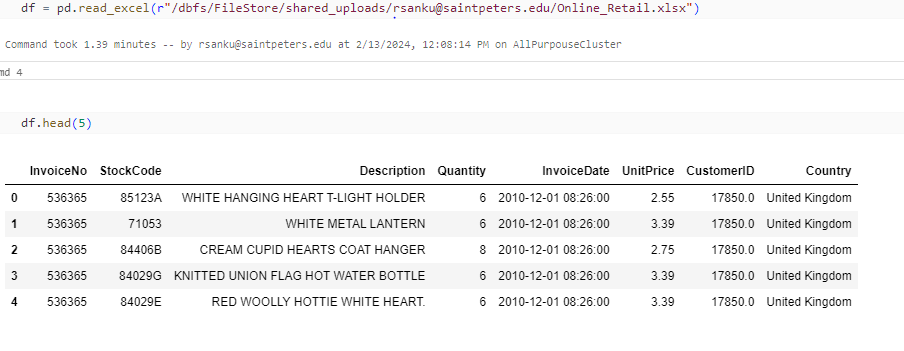 df = pd.read_excel(r"/dbfs/FileStore/shared_uploads/rsanku@saintpeters.edu/Online_Retail.xlsx")
Command took 1.39 minutes -- by rsanku@saintpeters.edu at 2/13/2024, 12:08:14 PM on AllPurpouseCluster
md 4
df.head(5)
InvoiceNo StockCode Description Quantity InvoiceDate UnitPrice CustomerID Country
0 536365 85123A WHITE HANGING HEART T-LIGHT HOLDER 6 2010-12-01 08:26:00 2.55 17850.0 United Kingdom
1 536365 71053 WHITE METAL LANTERN 6 2010-12-01 08:26:00 3.39 17850.0 United Kingdom
2 536365 84406B CREAM CUPID HEARTS COAT HANGER 8 2010-12-01 08:26:00 2.75 17850.0 United Kingdom
3 536365 84029G KNITTED UNION FLAG HOT WATER BOTTLE 6 2010-12-01 08:26:00 3.39 17850.0 United Kingdom
4 536365 84029E RED WOOLLY HOTTIE WHITE HEART. 6 2010-12-01 08:26:00 3.39 17850.0 United Kingdom